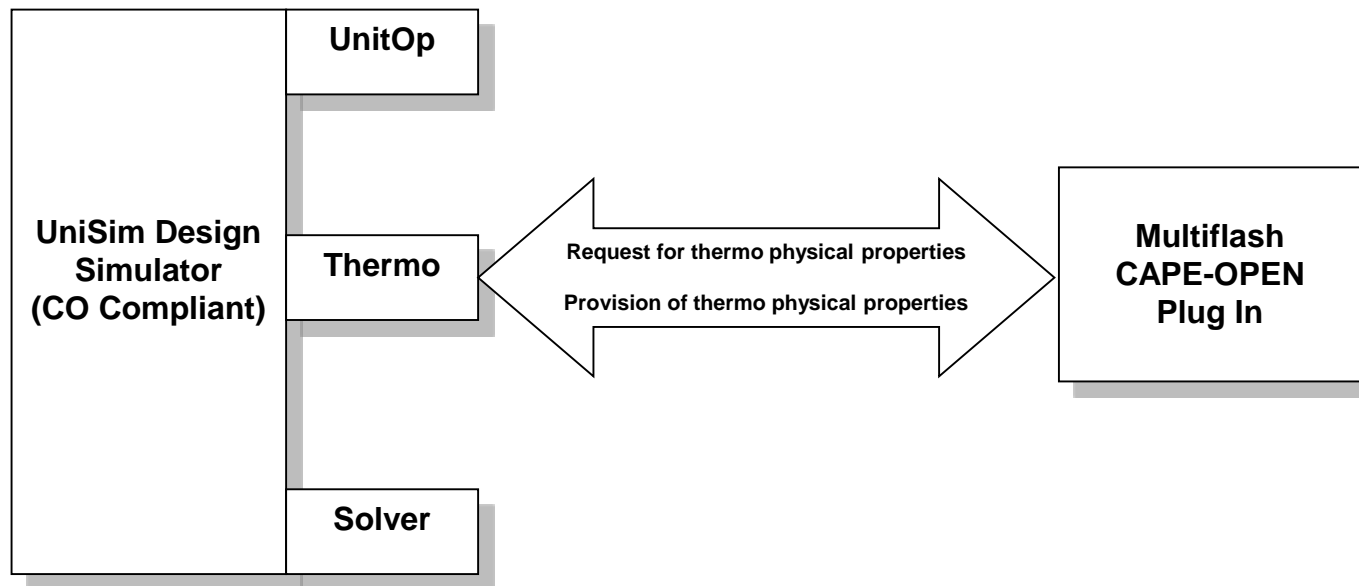 UnitOp
UniSim Design
Simulator
(CO Compliant)
Thermo
Request for thermo physical properties
Provision of thermo physical properties
Multiflash
CAPE-OPEN
Plug In
Solver